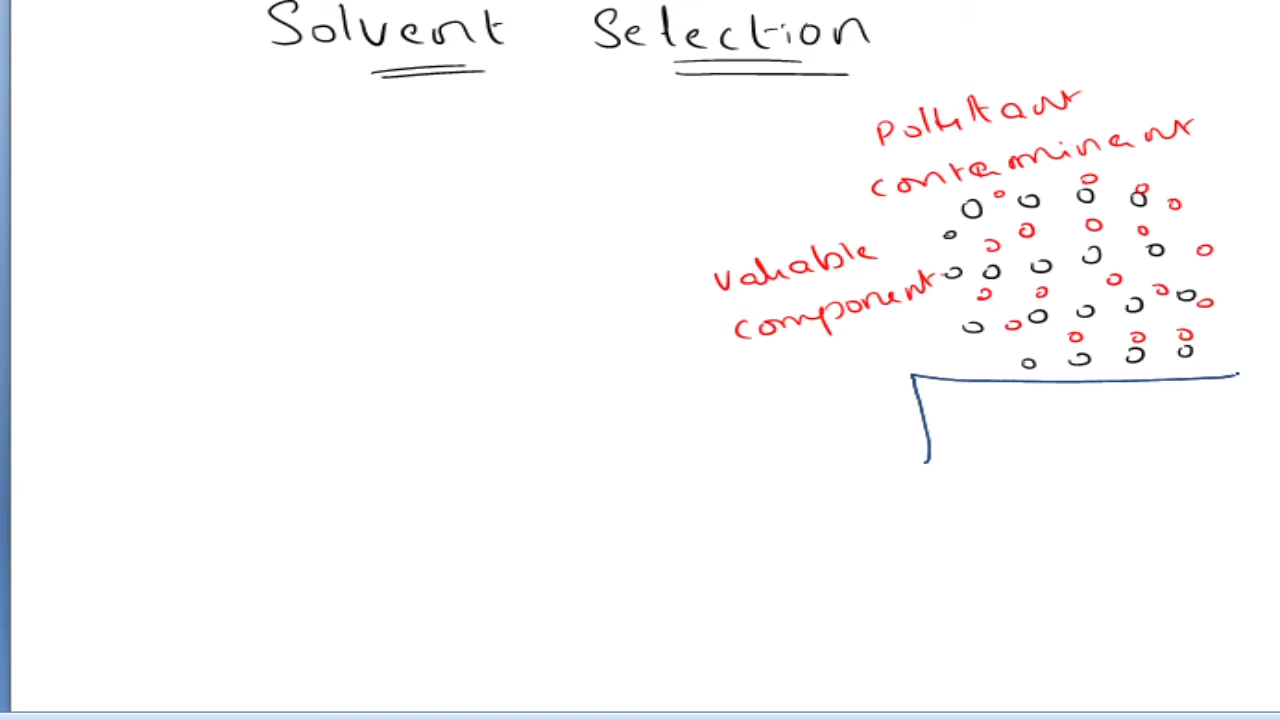 Solvent Selection
pollutant
contaminant
valuable
component